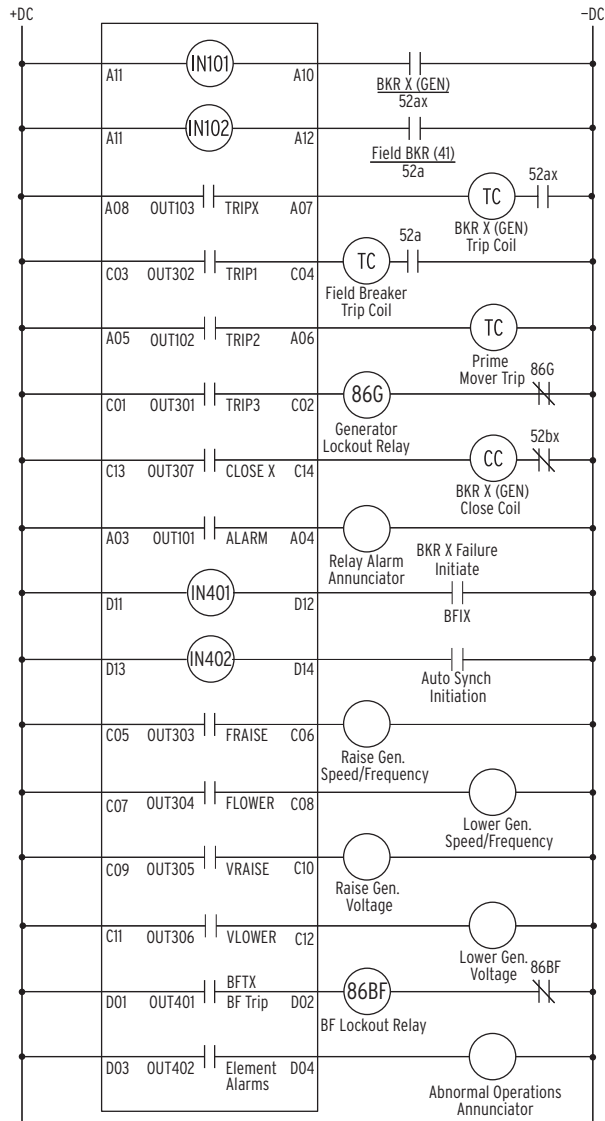 +DC
−DC
IN101
A11
A10
BKR X (GEN)
52ax
IN102
A11
A12
Field BKR (41)
52a
52ax
TC
A08 OUT103 TRIPX A07
BKR X (GEN)
Trip Coil
52a
TC
C03 OUT302 TRIP1 C04
Field Breaker
Trip Coil
TC
A05 OUT102 TRIP2 A06
Prime
Mover Trip
86G
86G
C01 OUT301 TRIP3 C02
Generator
Lockout Relay
52bx
CC
C13 OUT307 CLOSE X C14
BKR X (GEN)
Close Coil
A03 OUT101 ALARM A04
Relay Alarm
Annunciator
BKR X Failure
Initiate
IN401
D11
D12
BFIX
IN402
D13
D14
Auto Synch
Initiation
C05 OUT303 FRAISE C06
Raise Gen.
Speed/Frequency
C07 OUT304 FLOWER C08
Lower Gen.
Speed/Frequency
C09 OUT305 VRAISE C10
Raise Gen.
Voltage
C11 OUT306 VLOWER C12
Lower Gen.
Voltage
86BF
BFTX
86BF
D01 OUT401 BF Trip D02
BF Lockout Relay
D03 OUT402 Element D04
Alarms
Abnormal Operations
Annunciator